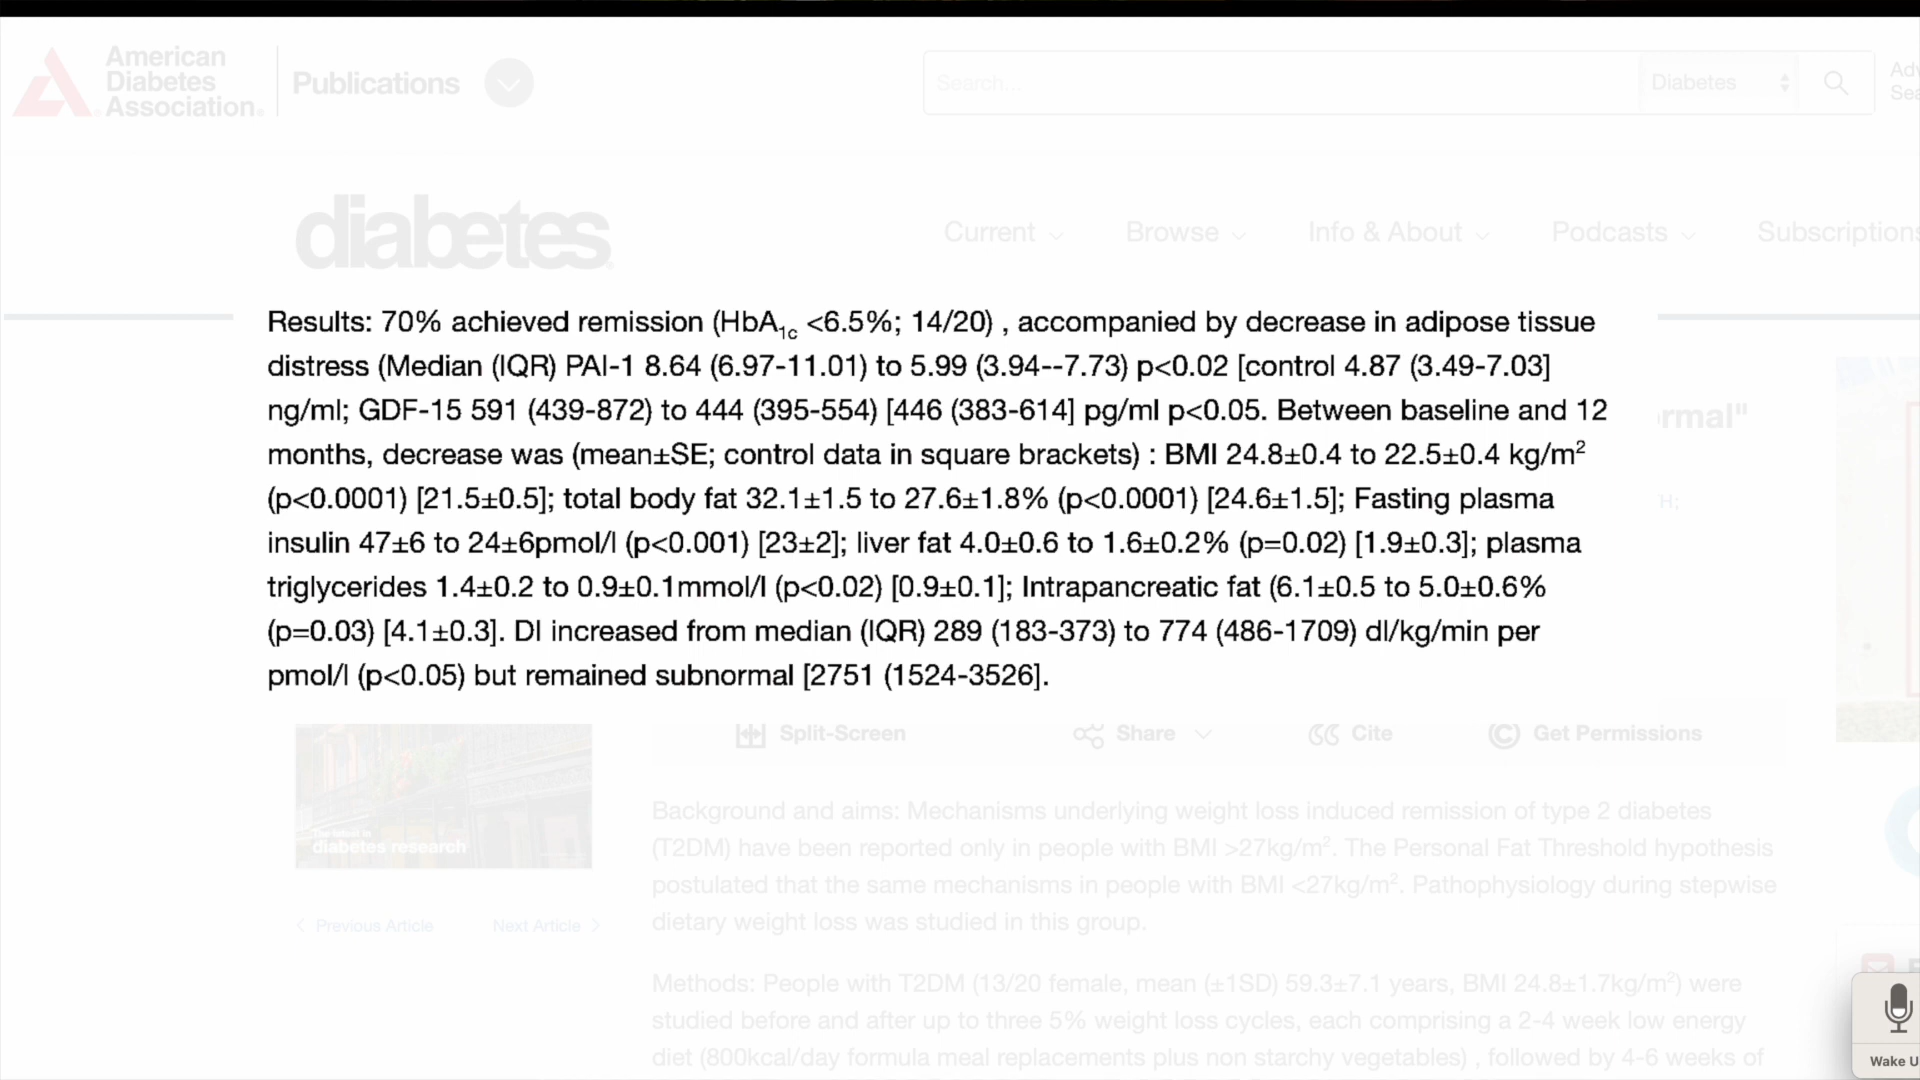 American
Diabetes
Association.
Publications
Search...
Diabetes
diabetes
Current
Browse
Info & About
Podcasts
Subscriptions
Results: 70% achieved remission (HbA1c <6.5%; 14/20) , accompanied by decrease in adipose tissue
distress (Median (IQR) PAI-1 8.64 (6.97-11.01) to 5.99 (3.94--7.73) p<0.02 [control 4.87 (3.49-7.03]
ng/ml; GDF-15 591 (439-872) to 444 (395-554) [446 (383-614] pg/ml p<0.05. Between baseline and 12
months, decrease was (mean±SE; control data in square brackets) : BMI 24.8±0.4 to 22.5±0.4 kg/m²
(p<0.0001) [21.5±0.5]; total body fat 32.1±1.5 to 27.6±1.8% (p<0.0001) [24.6±1.5]; Fasting plasma
insulin 47±6 to 24±6pmol/l (p<0.001) [23±2]; liver fat 4.0±0.6 to 1.6±0.2% (p=0.02) [1.9±0.3]; plasma
triglycerides 1.4±0.2 to 0.9±0.1mmol/l (p<0.02) [0.9±0.1]; Intrapancreatic fat (6.1±0.5 to 5.0±0.6%
(p=0.03) [4.1±0.3]. DI increased from median (IQR) 289 (183-373) to 774 (486-1709) dl/kg/min per
pmol/l (p<0.05) but remained subnormal [2751 (1524-3526].
rmal"
H;
Split-Screen
Share
Cite
Get Permissions
diabetes research
Previous Article
Next Article
Background and aims: Mechanisms underlying weight loss induced remission of type 2 diabetes
(T2DM) have been reported only in people with BMI >27kg/m². The Personal Fat Threshold hypothesis
postulated that the same mechanisms in people with BMI <27kg/m². Pathophysiology during stepwise
dietary weight loss was studied in this group.
Methods: People with T2DM (13/20 female, mean (±1SD) 59.3±7.1 years, BMI 24.8±1.7kg/m²) were
studied before and after up to three 5% weight loss cycles, each comprising a 2-4 week low energy
diet (800kcal/day formula meal replacements plus non starchy vegetables) , followed by 4-6 weeks of
Wake U